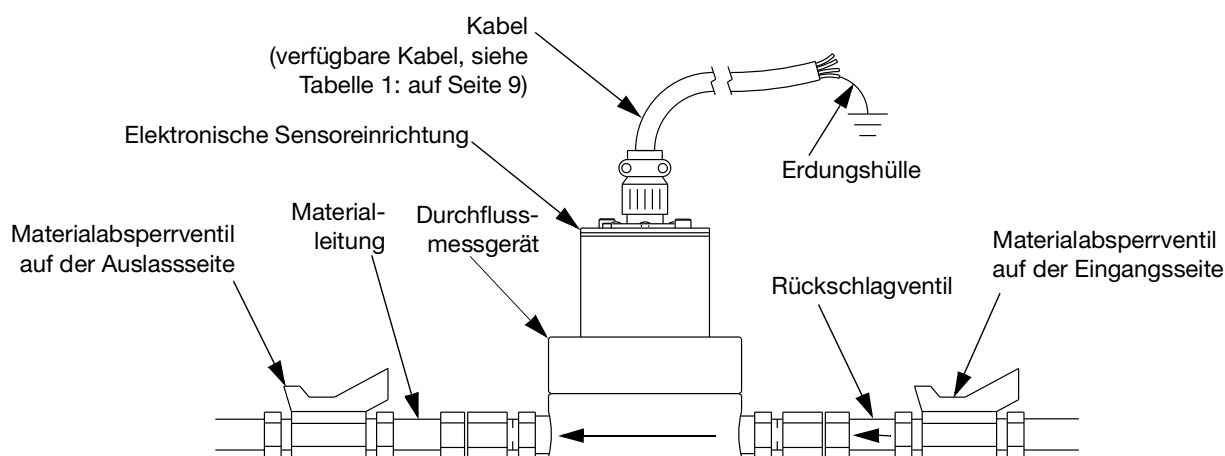 Kabel
(verfügbare Kabel, siehe
Tabelle 1: auf Seite 9)
Elektronische Sensoreinrichtung
Erdungshülle
Material-
leitung
Durchfluss-
messgerät
Materialabsperrventil
auf der Auslassseite
Materialabsperrventil
auf der Eingangsseite
Rückschlagventil